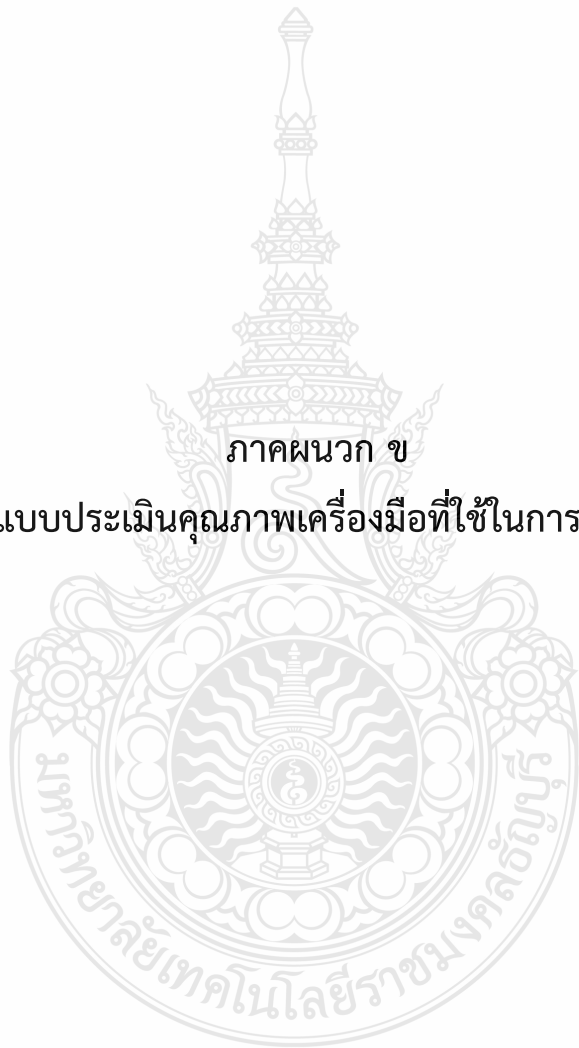 ภาคผนวก ข
แบบประเมินคุณภาพเครื่องมือที่ใช้ในการ
มหาวิทยาลัยเทคโนโลยีราชมงคลธัญบุรี